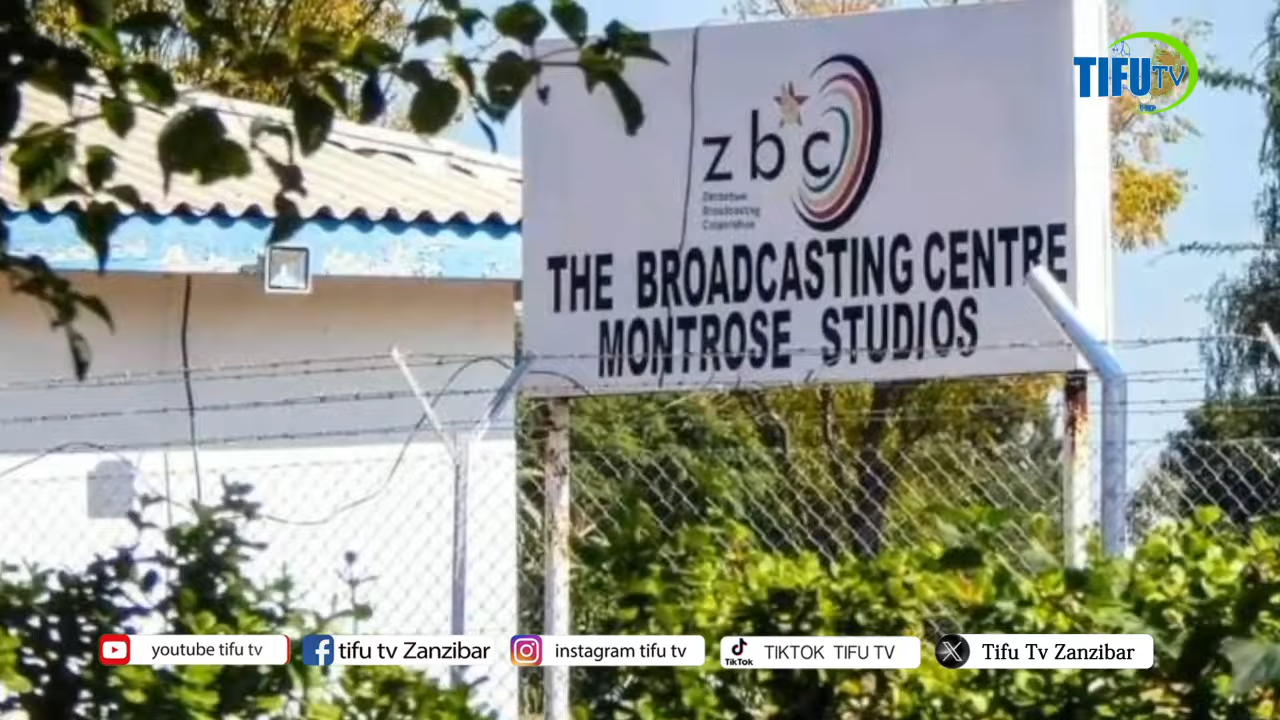 TIFU TV
zbc
Zimbabwe
Broadcasting
Corporation
THE BROADCASTING CENTRE
MONTROSE STUDIOS
youtube tifu tv
tifu tv Zanzibar
instagram tifu tv
TikTok
TIKTOK TIFU TV
Tifu Tv Zanzibar